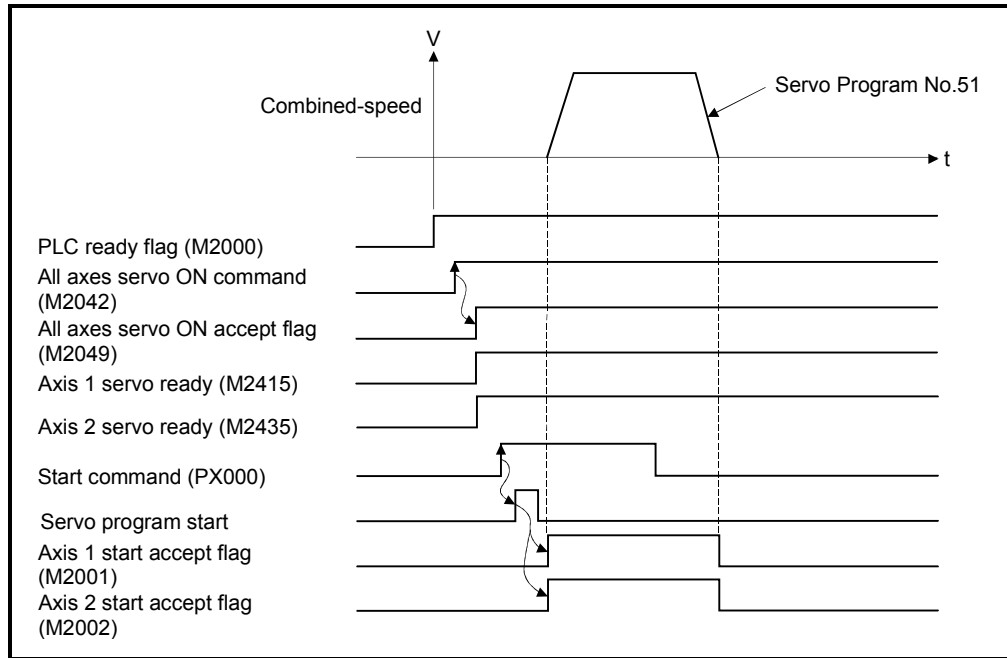 V
Servo Program No.51
Combined-speed
t
PLC ready flag (M2000)
All axes servo ON command
(M2042)
All axes servo ON accept flag
(M2049)
Axis 1 servo ready (M2415)
Axis 2 servo ready (M2435)
Start command (PX000)
Servo program start
Axis 1 start accept flag
(M2001)
Axis 2 start accept flag
(M2002)